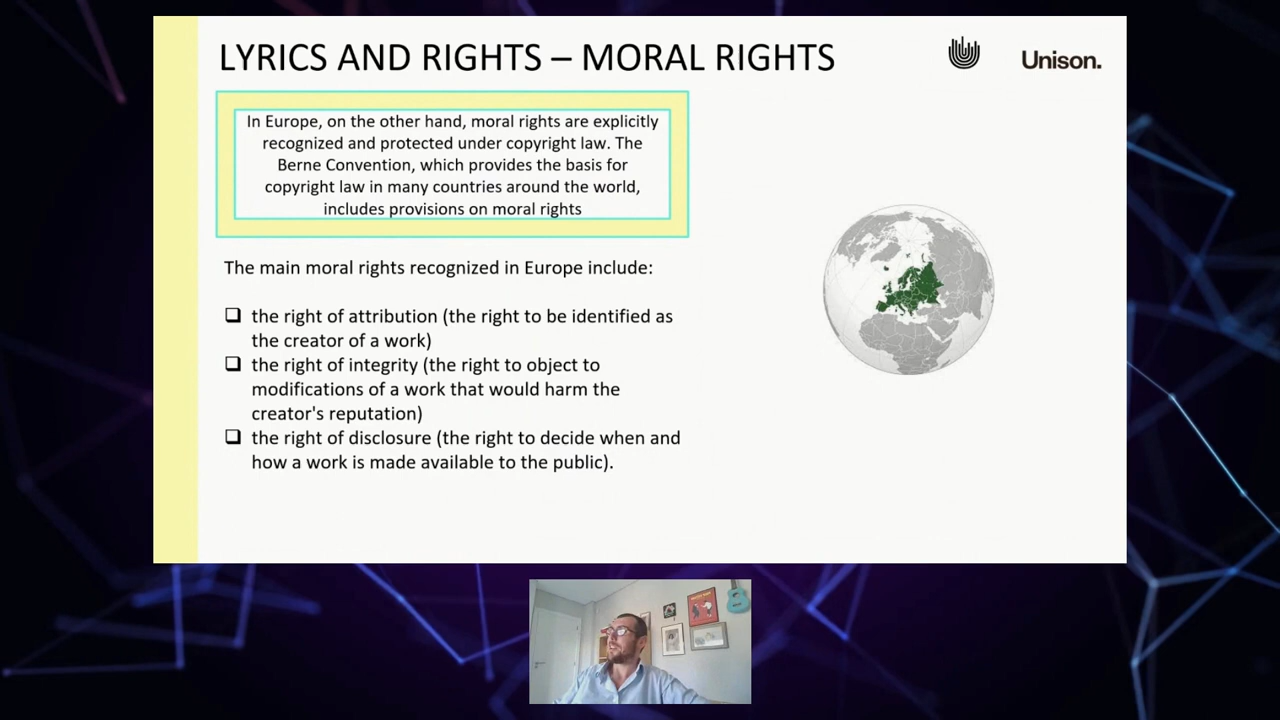 LYRICS AND RIGHTS – MORAL RIGHTS
Unison.
In Europe, on the other hand, moral rights are explicitly
recognized and protected under copyright law. The
Berne Convention, which provides the basis for
copyright law in many countries around the world,
includes provisions on moral rights
The main moral rights recognized in Europe include:
the right of attribution (the right to be identified as
the creator of a work)
the right of integrity (the right to object to
modifications of a work that would harm the
creator's reputation)
the right of disclosure (the right to decide when and
how a work is made available to the public).